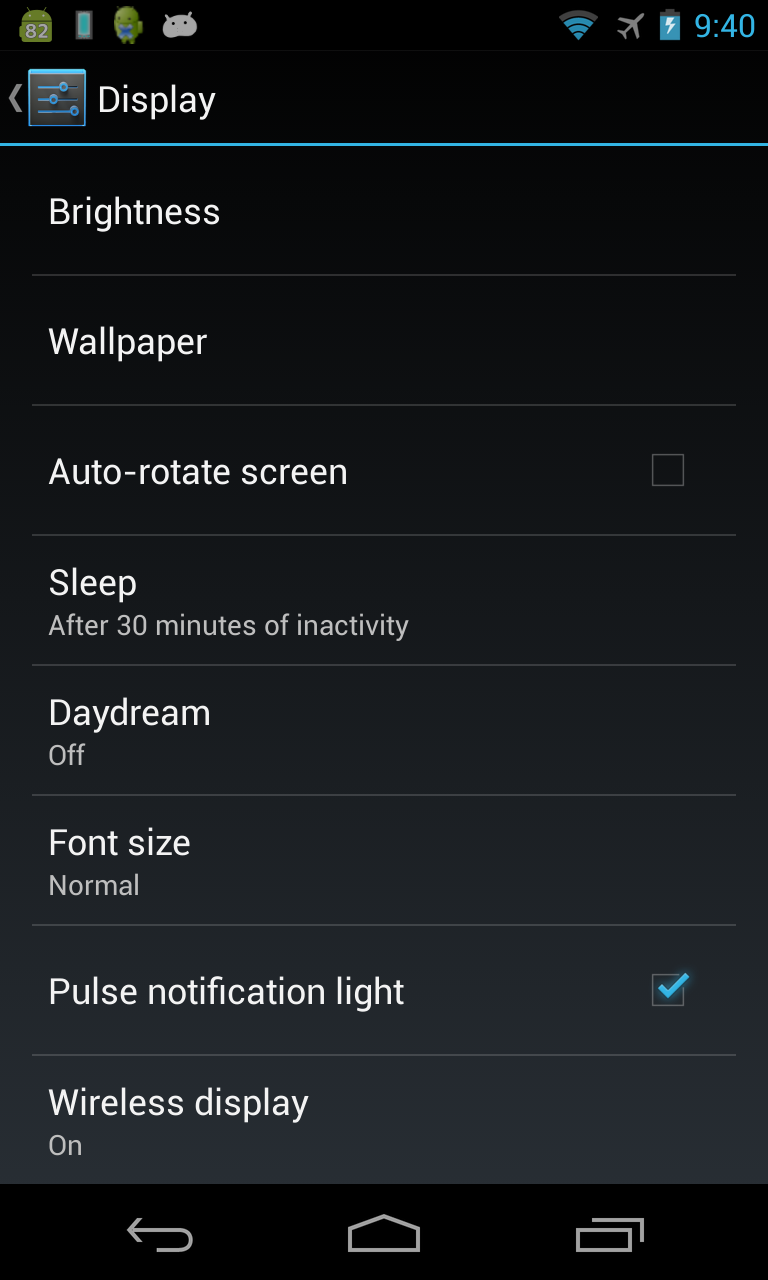 82
9:40
Display
Brightness
Wallpaper
Auto-rotate screen
Sleep
After 30 minutes of inactivity
Daydream
Off
Font size
Normal
Pulse notification light
Wireless display
On